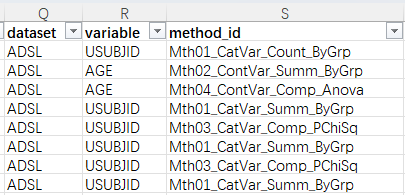 Q R S
dataset variable method_id
ADSL USUBJID Mth01_CatVar_Count_ByGrp
ADSL AGE Mth02_ContVar_Summ_ByGrp
ADSL AGE Mth04_ContVar_Comp_Anova
ADSL USUBJID Mth01_CatVar_Summ_ByGrp
ADSL USUBJID Mth03_CatVar_Comp_PChiSq
ADSL USUBJID Mth01_CatVar_Summ_ByGrp
ADSL USUBJID Mth03_CatVar_Comp_PChiSq
ADSL USUBJID Mth01_CatVar_Summ_ByGrp